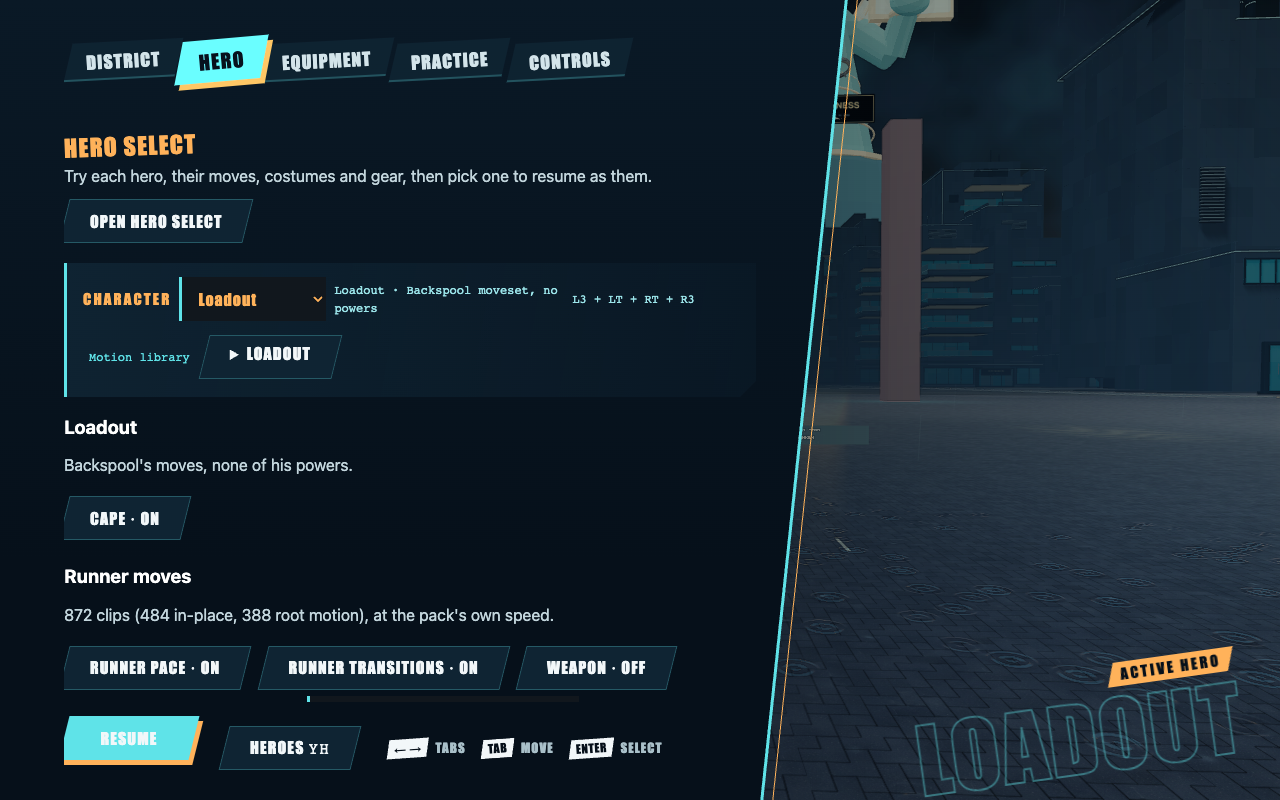 DISTRICT
HERO
EQUIPMENT
PRACTICE
CONTROLS
HERO SELECT
Try each hero, their moves, costumes and gear, then pick one to resume as them.
OPEN HERO SELECT
CHARACTER
Loadout
Loadout · Backspool moveset, no
powers
L3 + LT + RT + R3
Motion library
▶ LOADOUT
Loadout
Backspool's moves, none of his powers.
CAPE · ON
Runner moves
872 clips (484 in-place, 388 root motion), at the pack's own speed.
RUNNER PACE · ON
RUNNER TRANSITIONS · ON
WEAPON · OFF
RESUME
HEROES YH
←→ TABS
TAB MOVE
ENTER SELECT
NESS
ACTIVE HERO
LOADOUT